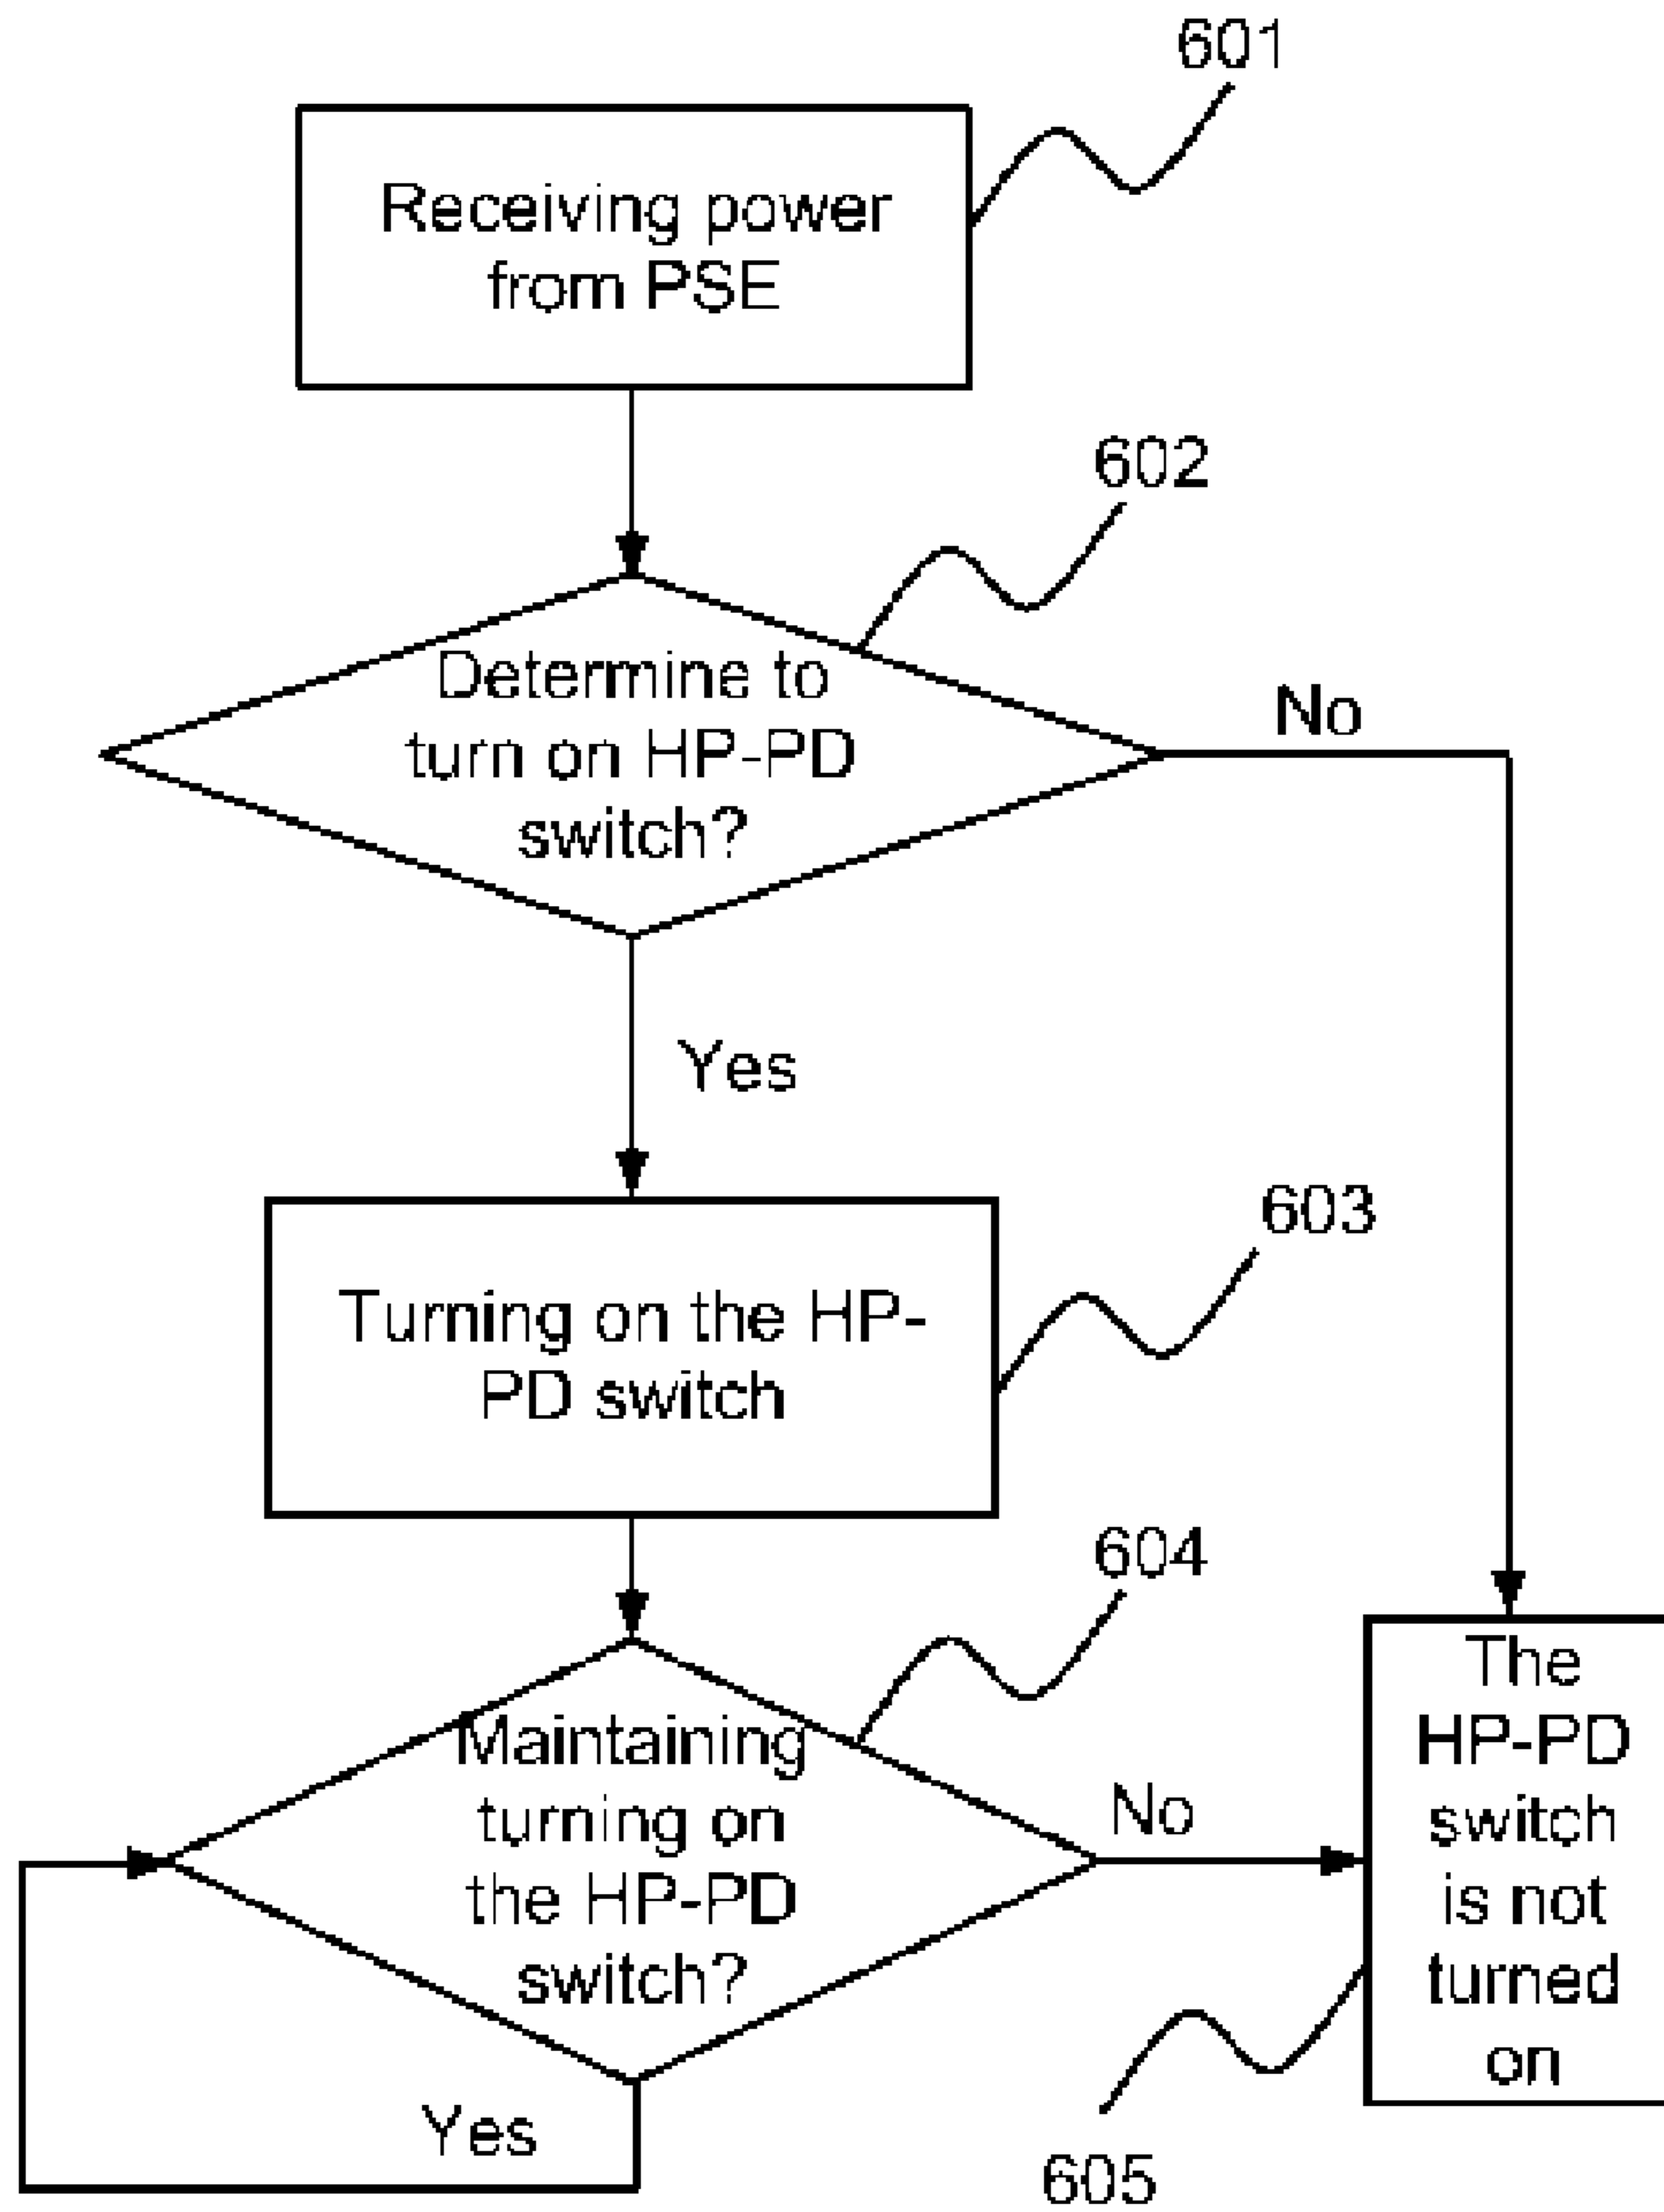 601
Receiving power
from PSE
602
Determine to
turn on HP-PD
switch?
No
Yes
603
Turning on the HP-
PD switch
604
Maintaining
turning on
the HP-PD
switch?
No
Yes
The
HP-PD
switch
is not
turned
on
605